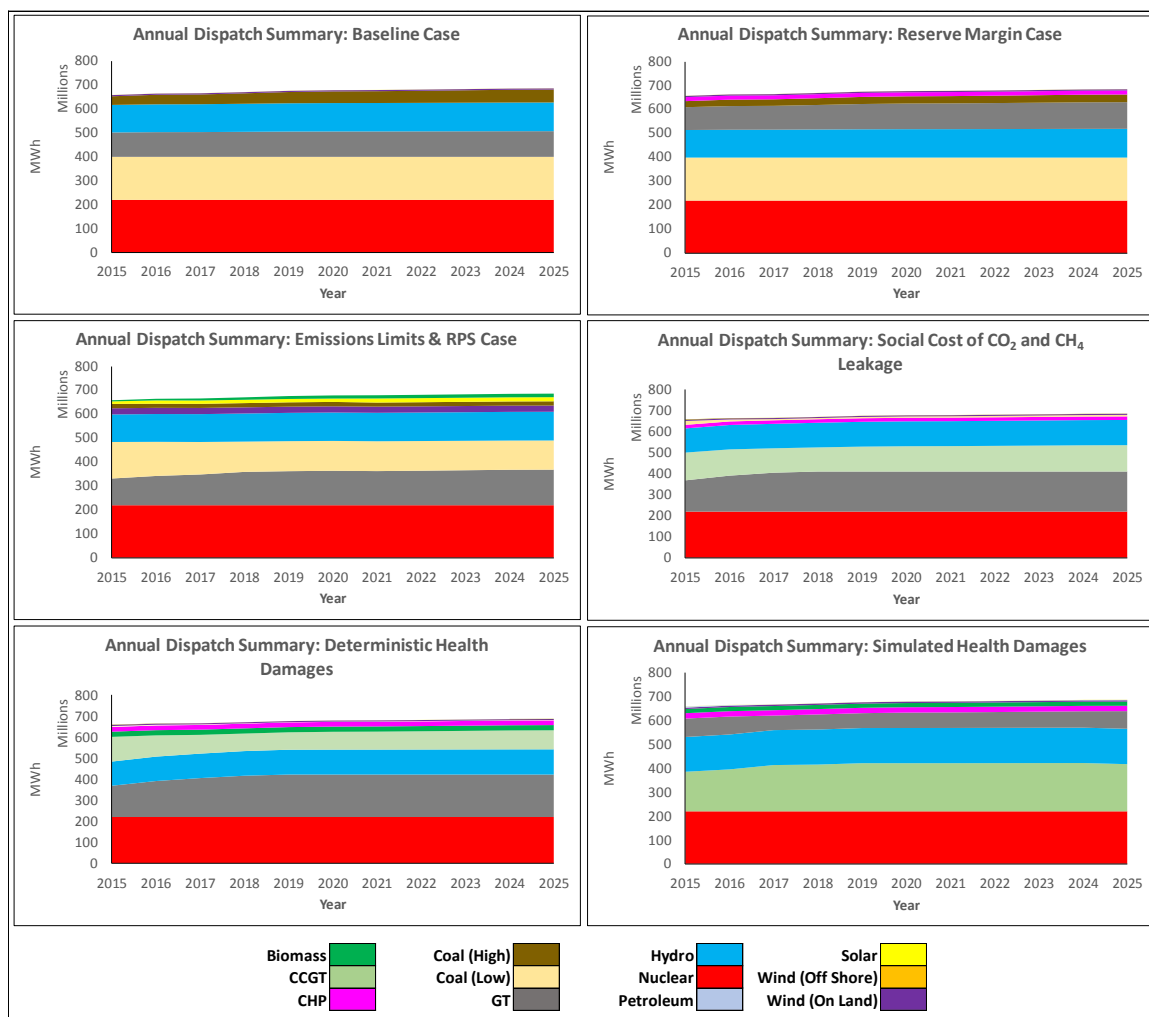 Annual Dispatch Summary: Baseline Case
Millions
MWh
800
700
600
500
400
300
200
100
0
2015 2016 2017 2018 2019 2020 2021 2022 2023 2024 2025
Year
Annual Dispatch Summary: Reserve Margin Case
Millions
MWh
800
700
600
500
400
300
200
100
0
2015 2016 2017 2018 2019 2020 2021 2022 2023 2024 2025
Year
Annual Dispatch Summary: Emissions Limits & RPS Case
Millions
MWh
800
700
600
500
400
300
200
100
0
2015 2016 2017 2018 2019 2020 2021 2022 2023 2024 2025
Year
Annual Dispatch Summary: Social Cost of CO₂ and CH₄
Leakage
Millions
MWh
800
700
600
500
400
300
200
100
0
2015 2016 2017 2018 2019 2020 2021 2022 2023 2024 2025
Year
Annual Dispatch Summary: Deterministic Health
Damages
Millions
MWh
800
700
600
500
400
300
200
100
0
2015 2016 2017 2018 2019 2020 2021 2022 2023 2024 2025
Year
Annual Dispatch Summary: Simulated Health Damages
Millions
MWh
800
700
600
500
400
300
200
100
0
2015 2016 2017 2018 2019 2020 2021 2022 2023 2024 2025
Year
Biomass Coal (High) Hydro Solar
CCGT Coal (Low) Nuclear Wind (Off Shore)
CHP GT Petroleum Wind (On Land)